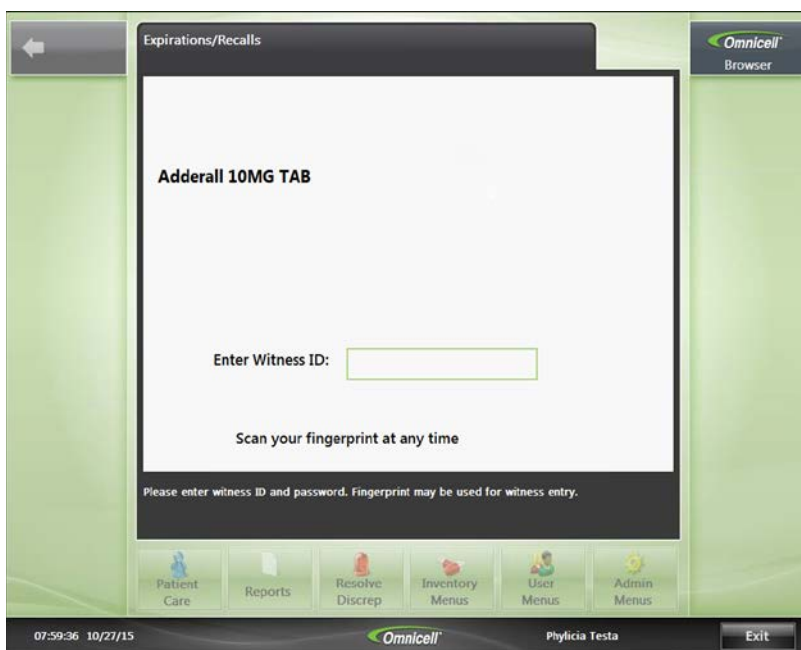 Expirations/Recalls
Omnicell
Browser
Adderall 10MG TAB
Enter Witness ID:
Scan your fingerprint at any time
Please enter witness ID and password. Fingerprint may be used for witness entry.
Patient
Care
Reports
Resolve
Discrep
Inventory
Menus
User
Menus
Admin
Menus
07:59:36 10/27/15
Omnicell
Phylicia Testa
Exit